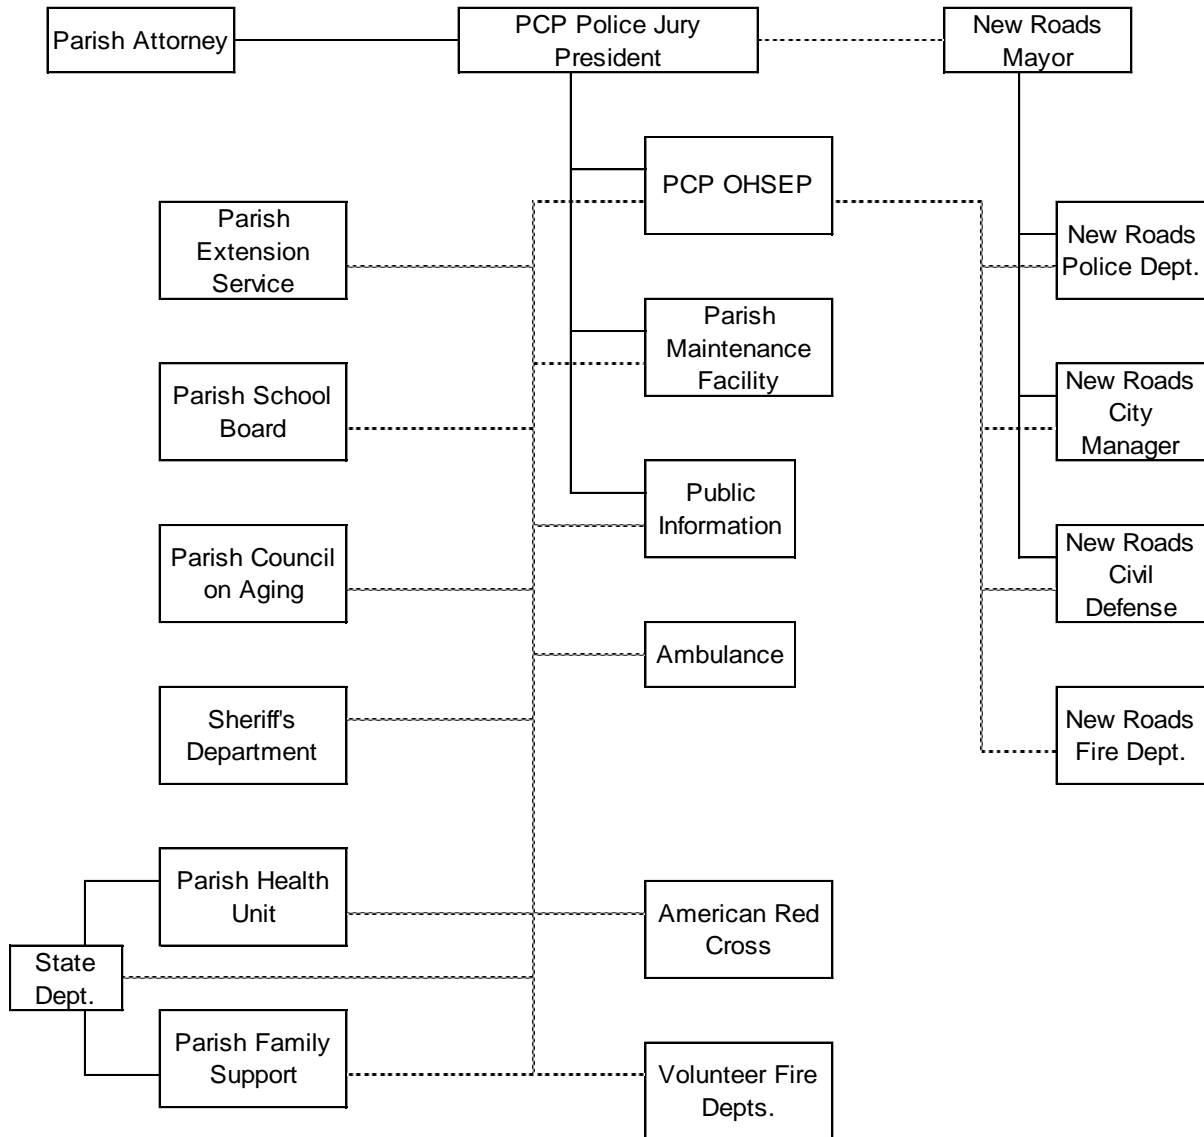 Parish Attorney
PCP Police Jury
President
New Roads
Mayor
PCP OHSEP
Parish
Extension
Service
New Roads
Police Dept.
Parish
Maintenance
Facility
Parish School
Board
New Roads
City
Manager
Public
Information
Parish Council
on Aging
New Roads
Civil
Defense
Ambulance
Sheriff's
Department
New Roads
Fire Dept.
Parish Health
Unit
American Red
Cross
State
Dept.
Parish Family
Support
Volunteer Fire
Depts.